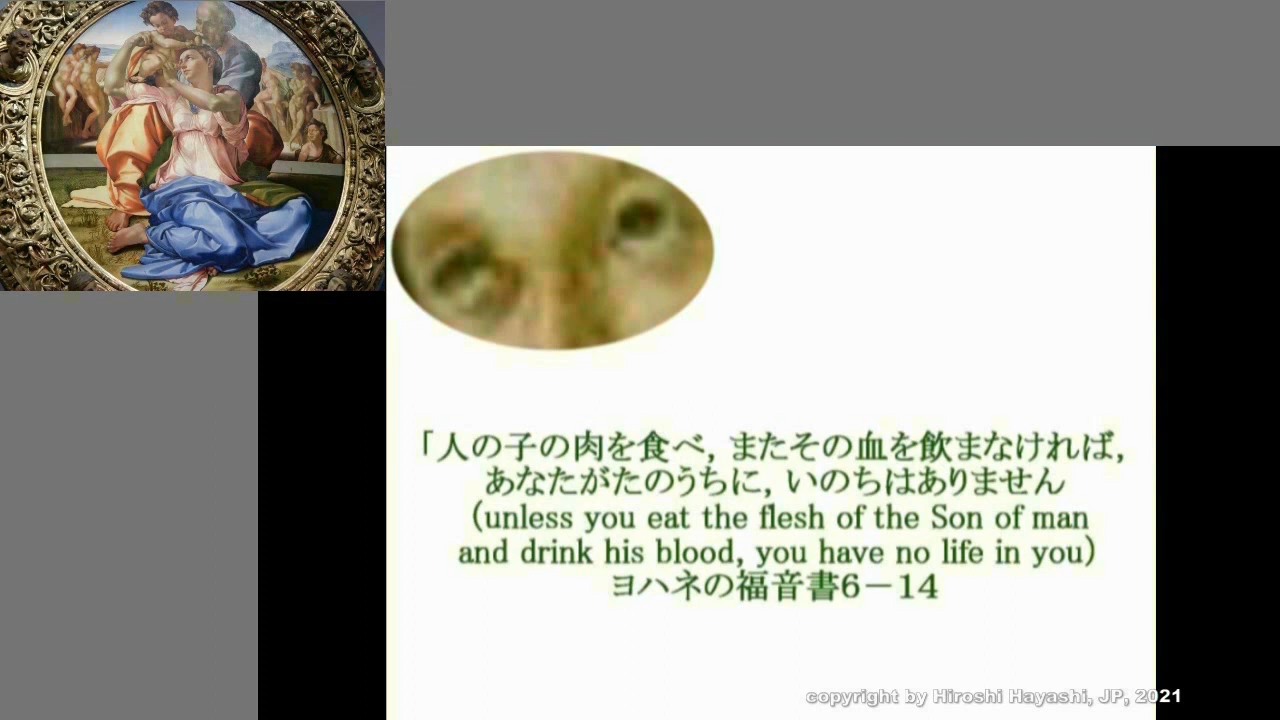 「人の子の肉を食べ, またその血を飲まなければ,
あなたがたのうちに, いのちはありません
(unless you eat the flesh of the Son of man
and drink his blood, you have no life in you)
ヨハネの福音書6－14
copyright by Hiroshi Hayashi, JP, 2021